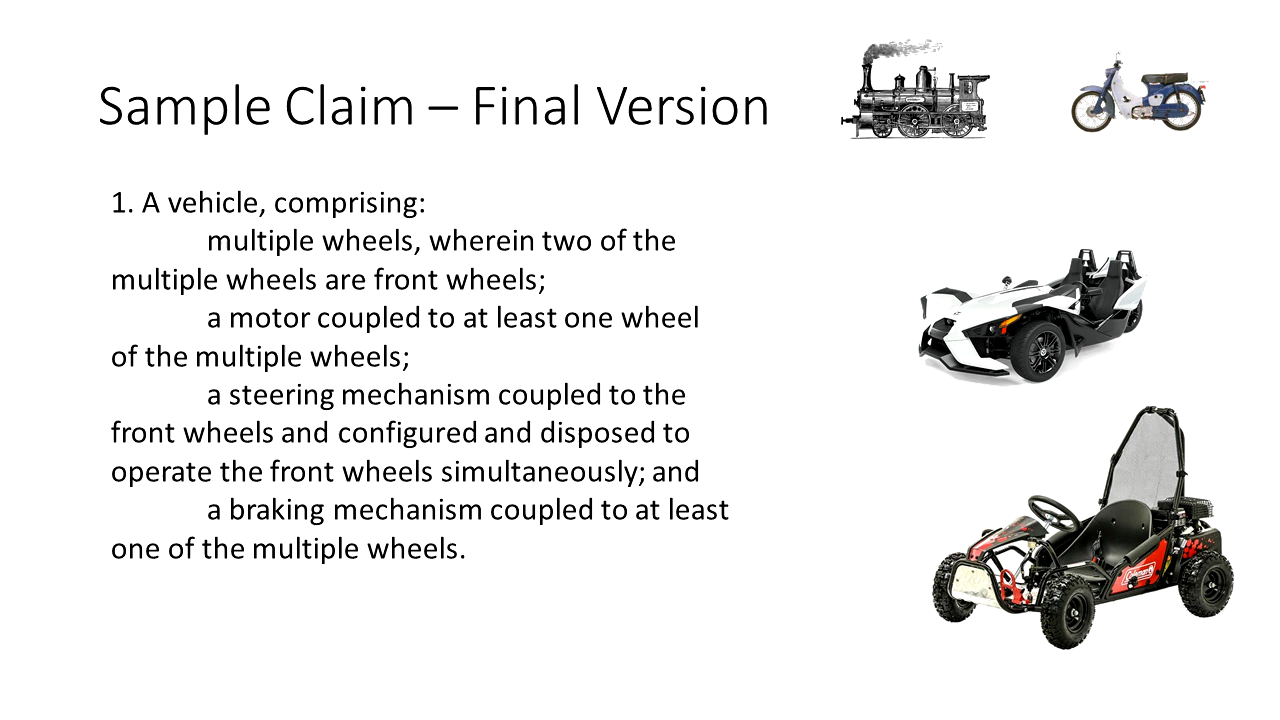 Sample Claim – Final Version
1. A vehicle, comprising:
multiple wheels, wherein two of the
multiple wheels are front wheels;
a motor coupled to at least one wheel
of the multiple wheels;
a steering mechanism coupled to the
front wheels and configured and disposed to
operate the front wheels simultaneously; and
a braking mechanism coupled to at least
one of the multiple wheels.
Coleman